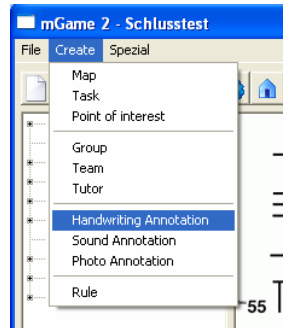 mGame 2 - Schlusstest
File Create Spezial
Map
Task
Point of interest
Group
Team
Tutor
Handwriting Annotation
Sound Annotation
Photo Annotation
Rule
55